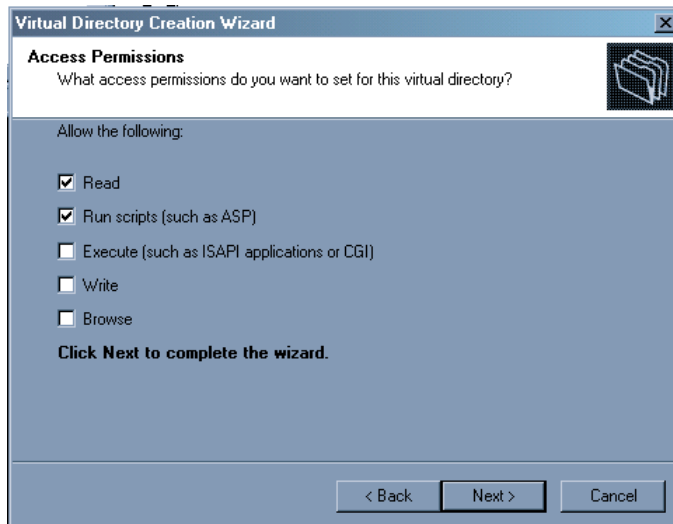 Virtual Directory Creation Wizard
Access Permissions
What access permissions do you want to set for this virtual directory?
Allow the following:
Read
Run scripts (such as ASP)
Execute (such as ISAPI applications or CGI)
Write
Browse
Click Next to complete the wizard.
< Back Next > Cancel